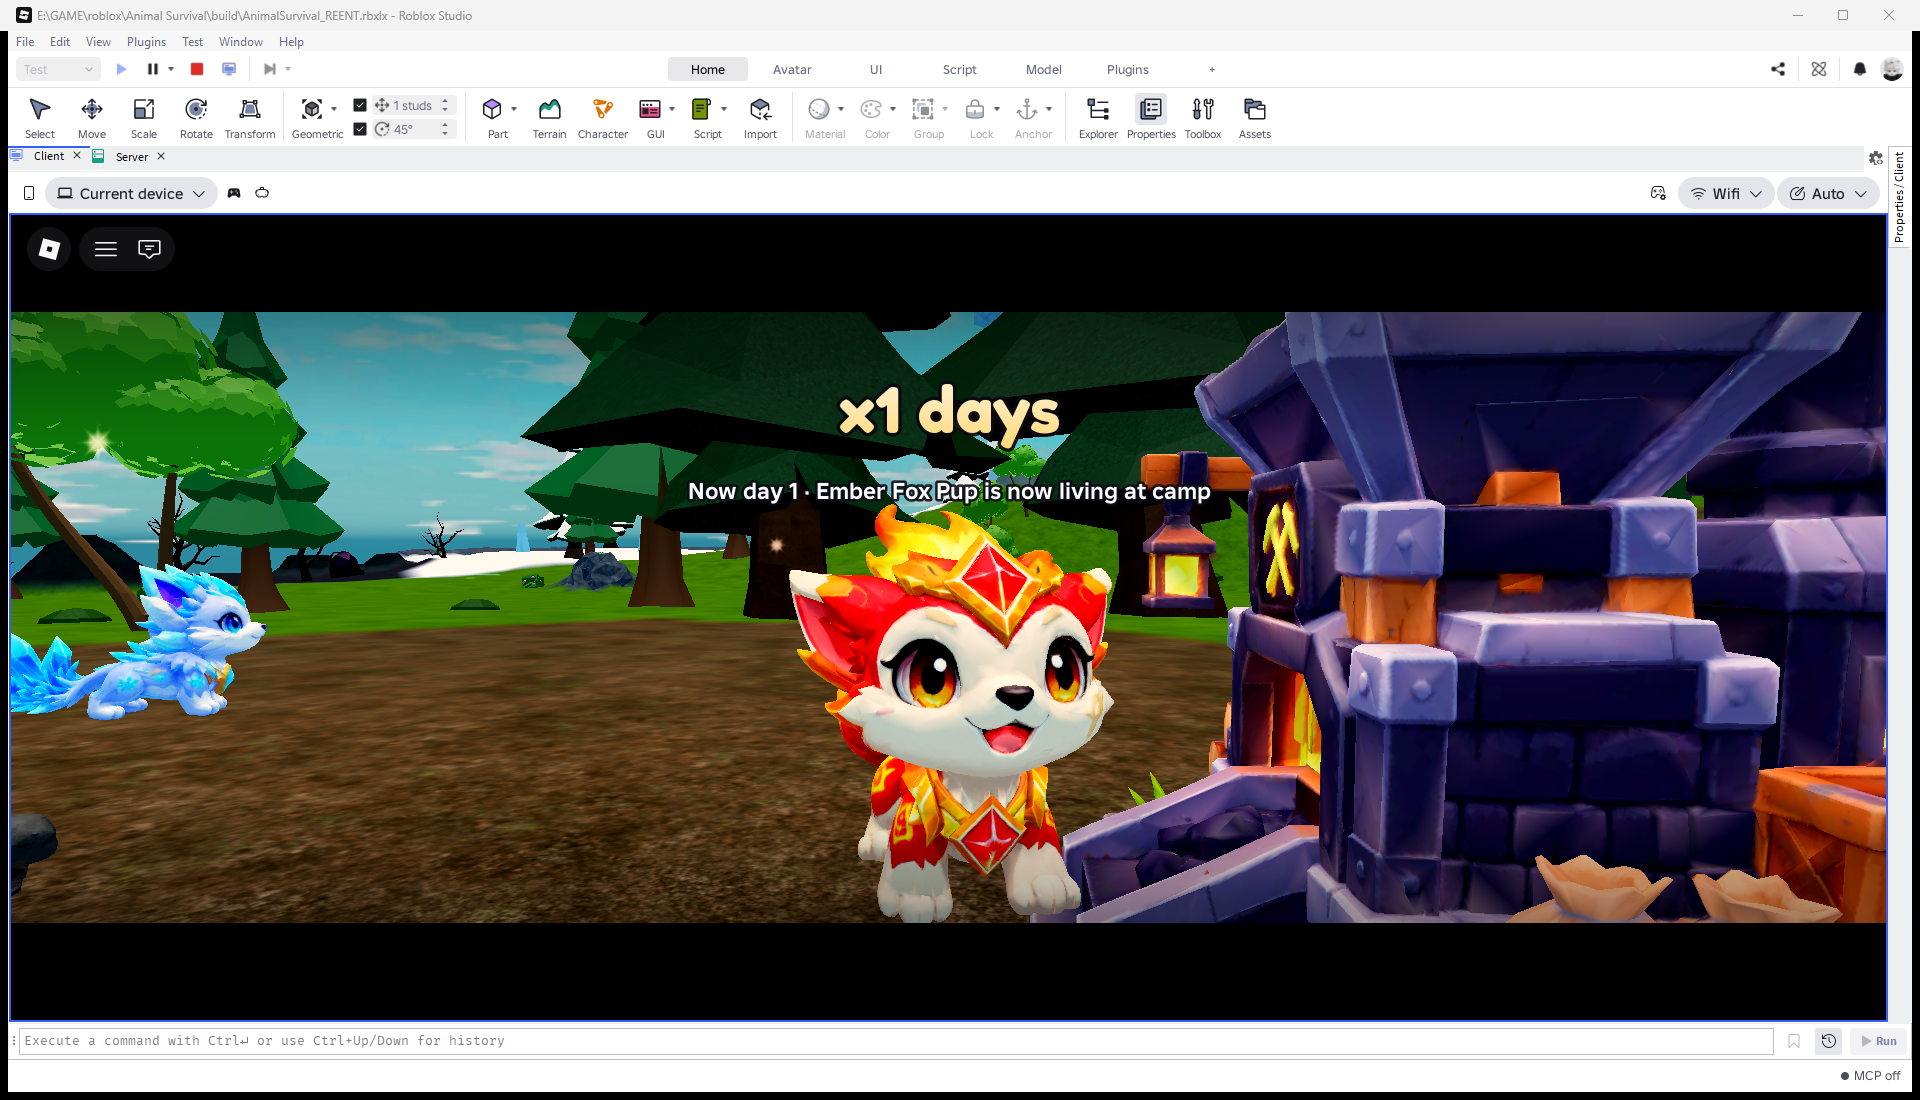 E:\GAME\roblox\Animal Survival\build\AnimalSurvival_REENT.rbxlx - Roblox Studio
File Edit View Plugins Test Window Help
Test
Home Avatar UI Script Model Plugins +
1 studs
45°
Select Move Scale Rotate Transform Geometric Part Terrain Character GUI Script Import Material Color Group Lock Anchor Explorer Properties Toolbox Assets
Client Server
Properties / Client
Current device
Wifi
Auto
x1 days
Now day 1 · Ember Fox Pup is now living at camp
Execute a command with Ctrl↵ or use Ctrl+Up/Down for history
Run
MCP off